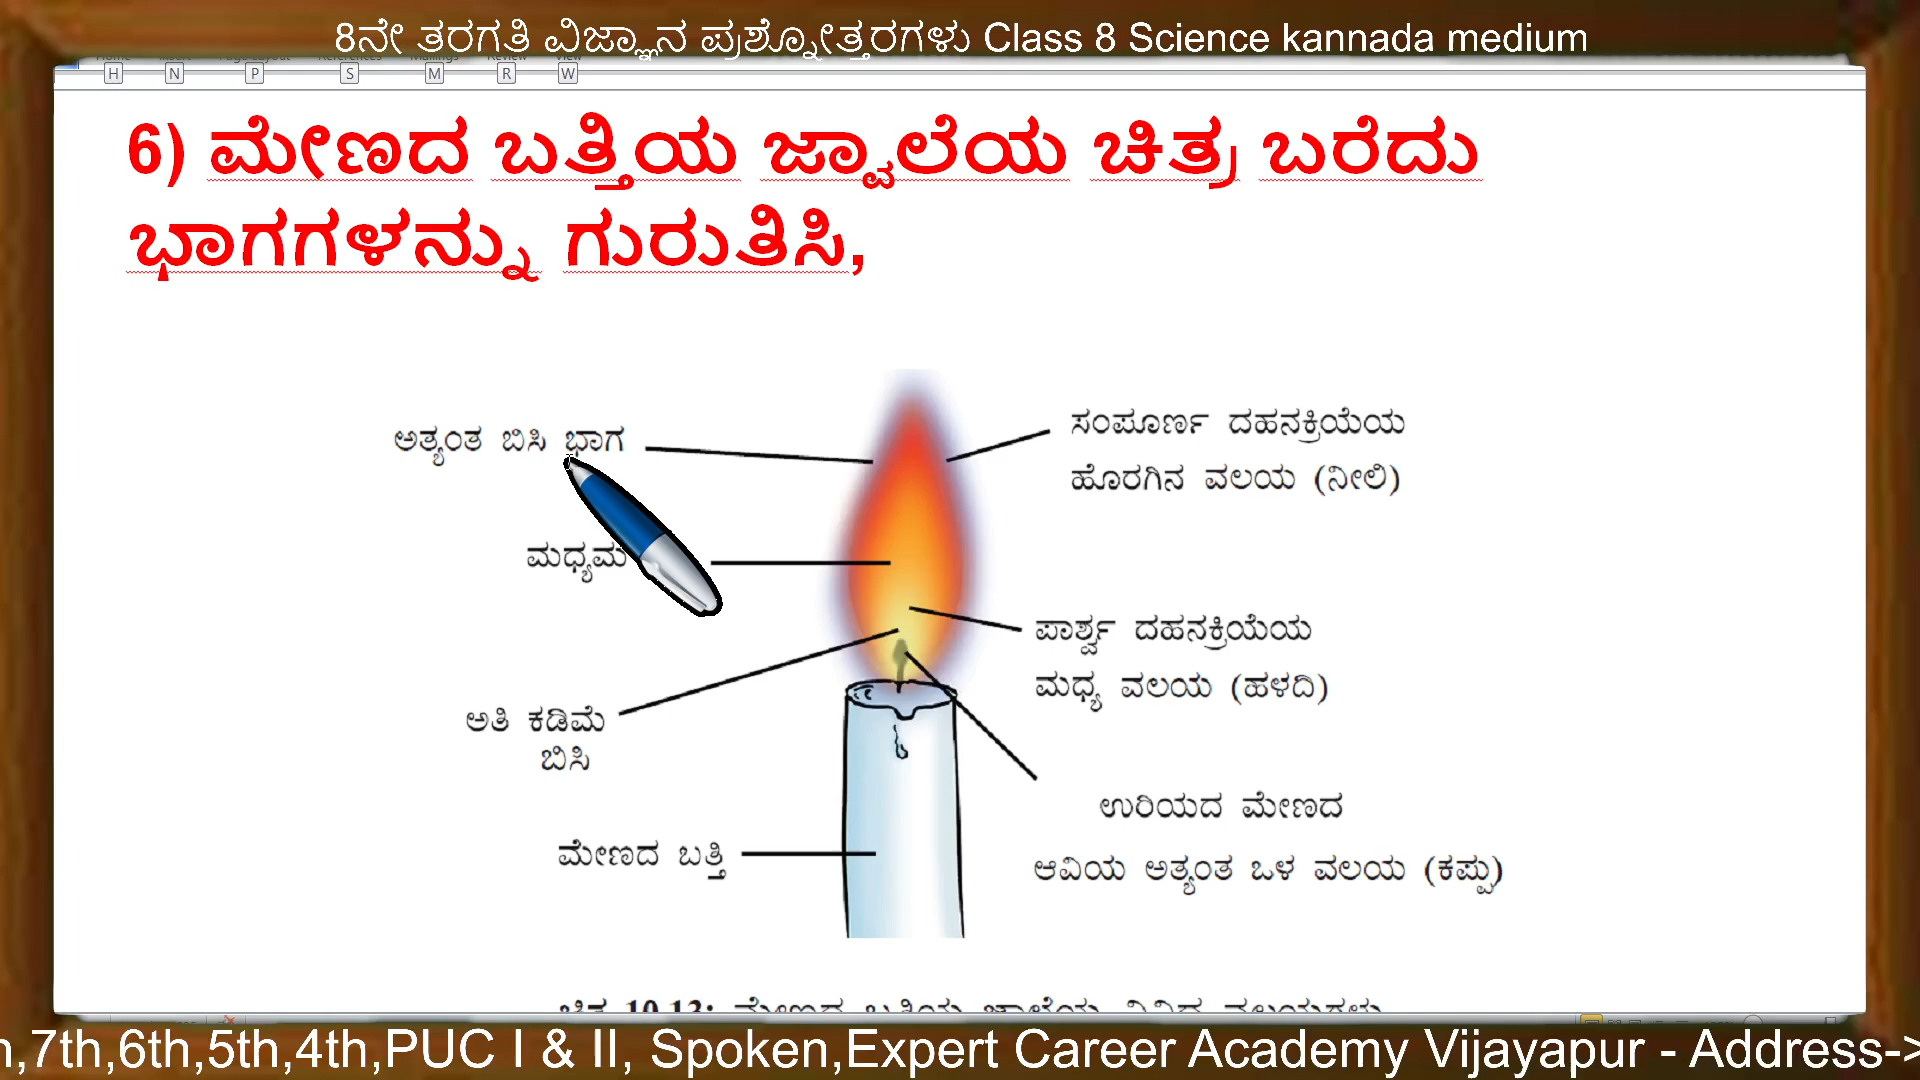 8ನೇ ತರಗತಿ ವಿಜ್ಞಾನ ಪ್ರಶ್ನೋತ್ತರಗಳು Class 8 Science kannada medium
H N P S M R W
6) ಮೇಣದ ಬತ್ತಿಯ ಜ್ವಾಲೆಯ ಚಿತ್ರ ಬರೆದು
ಭಾಗಗಳನ್ನು ಗುರುತಿಸಿ,
ಅತ್ಯಂತ ಬಿಸಿ ಭಾಗ
ಸಂಪೂರ್ಣ ದಹನಕ್ರಿಯೆಯ
ಹೊರಗಿನ ವಲಯ (ನೀಲಿ)
ಮಧ್ಯಮ
ಪಾರ್ಶ್ವ ದಹನಕ್ರಿಯೆಯ
ಮಧ್ಯ ವಲಯ (ಹಳದಿ)
ಅತಿ ಕಡಿಮೆ
ಬಿಸಿ
ಉರಿಯದ ಮೇಣದ
ಆವಿಯ ಅತ್ಯಂತ ಒಳ ವಲಯ (ಕಪ್ಪು)
ಮೇಣದ ಬತ್ತಿ
,7th,6th,5th,4th,PUC I & II, Spoken,Expert Career Academy Vijayapur - Address->